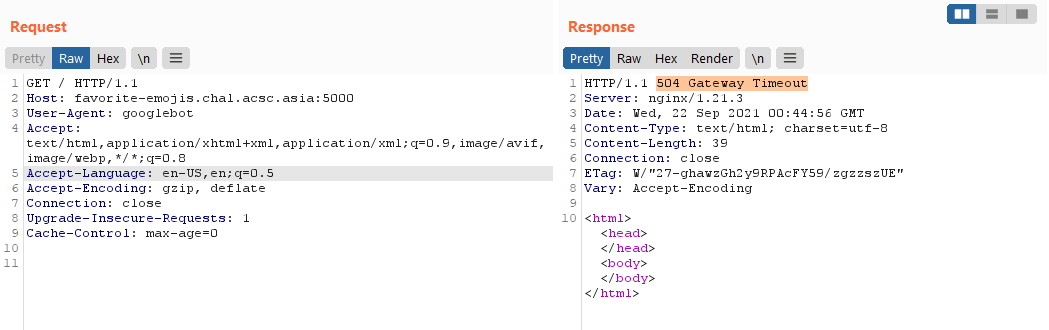 Request
Pretty Raw Hex \n
1 GET / HTTP/1.1
2 Host: favorite-emojis.chal.acsc.asia:5000
3 User-Agent: googlebot
4 Accept:
text/html,application/xhtml+xml,application/xml;q=0.9,image/avif,
image/webp,*/*;q=0.8
5 Accept-Language: en-US,en;q=0.5
6 Accept-Encoding: gzip, deflate
7 Connection: close
8 Upgrade-Insecure-Requests: 1
9 Cache-Control: max-age=0
10
11
Response
Pretty Raw Hex Render \n
1 HTTP/1.1 504 Gateway Timeout
2 Server: nginx/1.21.3
3 Date: Wed, 22 Sep 2021 00:44:56 GMT
4 Content-Type: text/html; charset=utf-8
5 Content-Length: 39
6 Connection: close
7 ETag: W/"27-ghawzGh2y9RPAcFY59/zgzzszUE"
8 Vary: Accept-Encoding
9
10 <html>
<head>
</head>
<body>
</body>
</html>